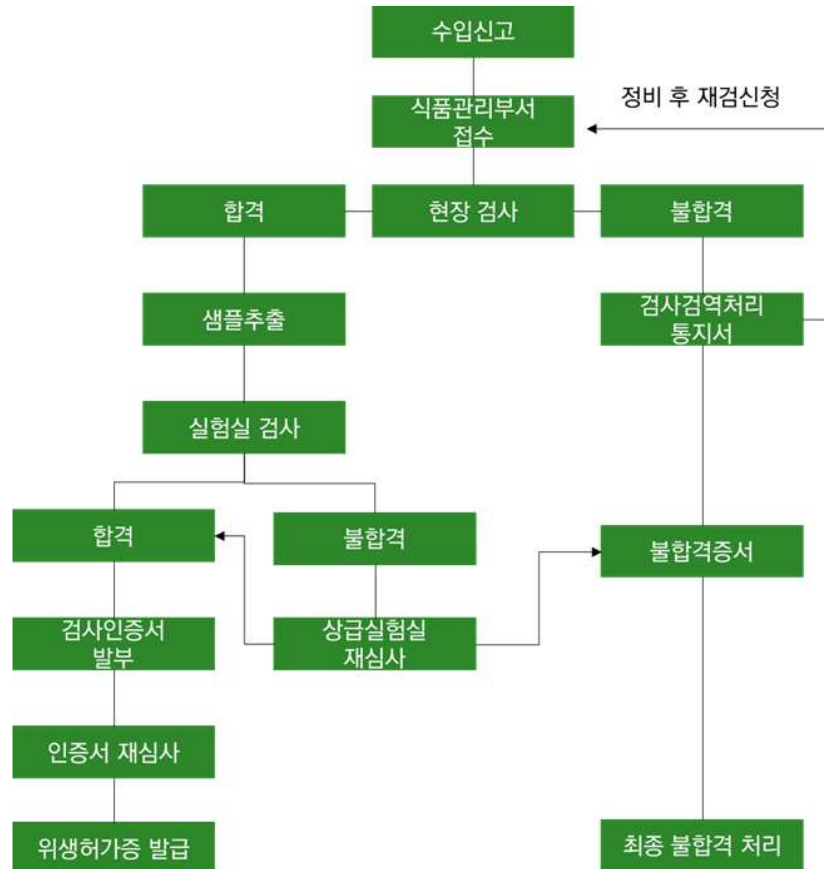 수입신고
정비 후 재검신청
식품관리부서
접수
합격
현장 검사
불합격
샘플추출
검사검역처리
통지서
실험실 검사
합격
불합격
불합격증서
검사인증서
발부
상급실험실
재심사
인증서 재심사
위생허가증 발급
최종 불합격 처리